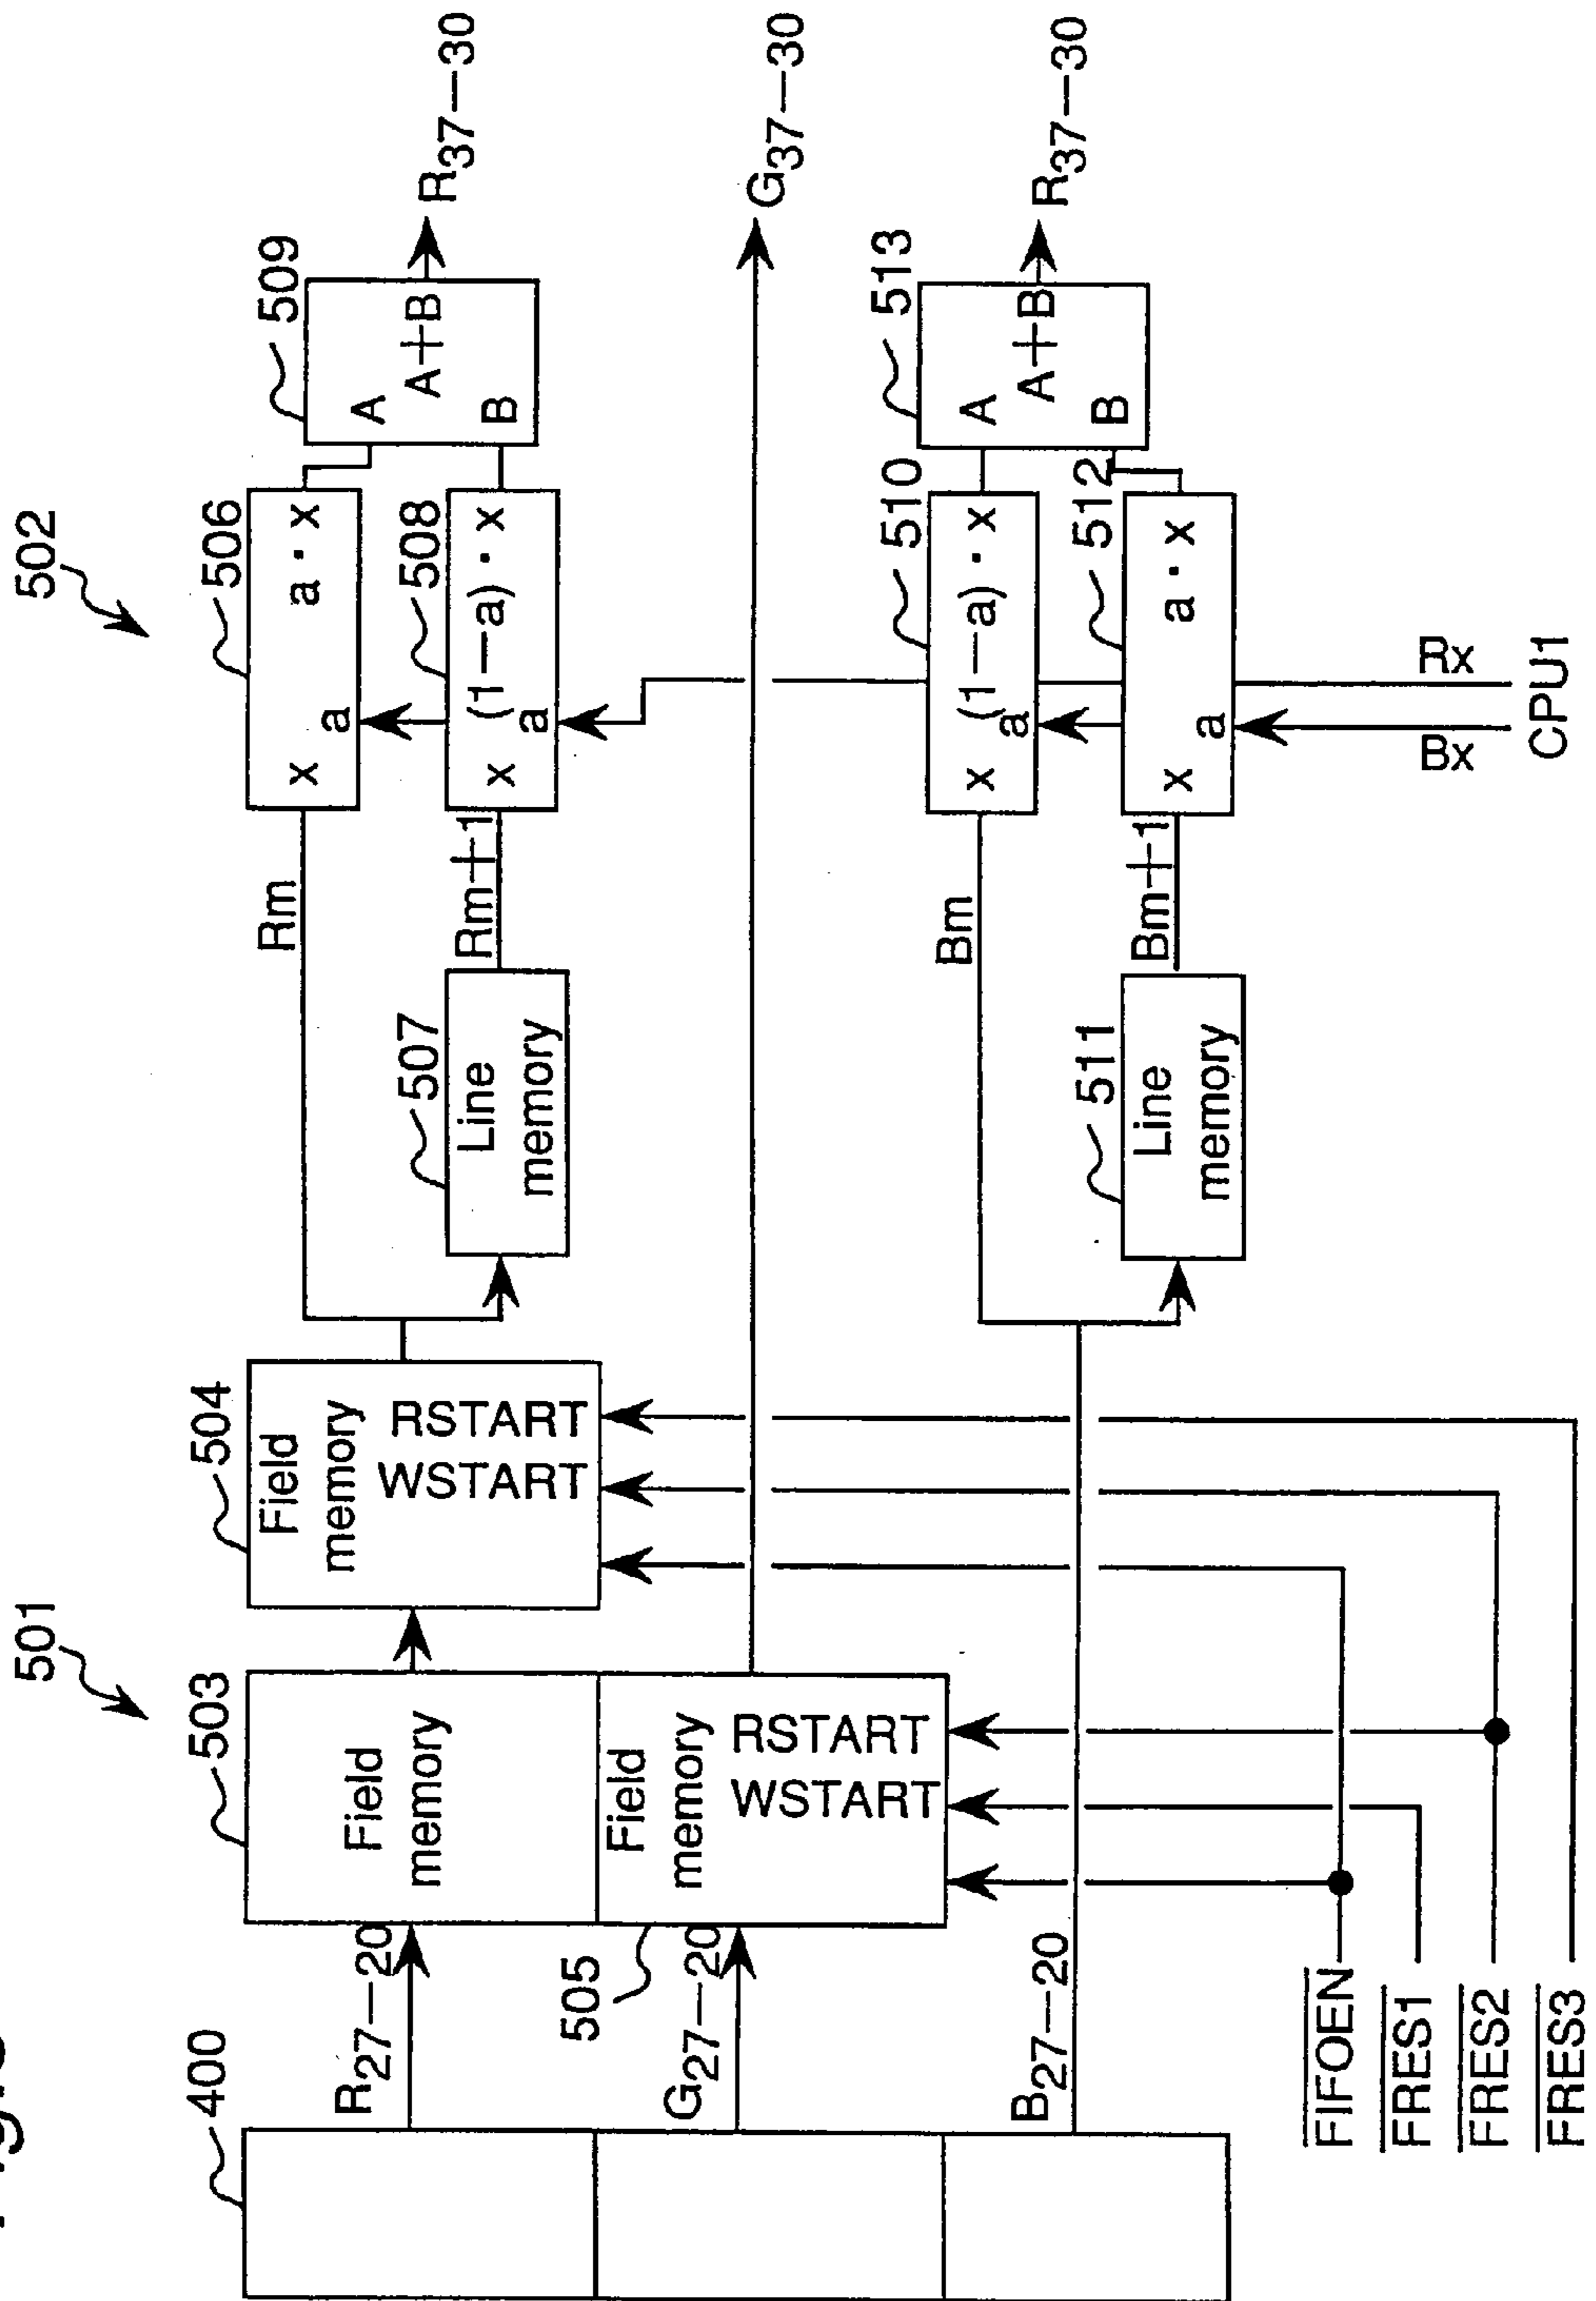 501
502
400
R27—20
503
Field
memory
504
Field
memory
RSTART
WSTART
Rm
507
Line
memory
Rm+1
506
x
a
a · x
508
x
a
(1—a) · x
509
A
A+B
B
R37—30
505
G27—20
Field
memory
RSTART
WSTART
G37—30
B27—20
Bm
511
Line
memory
Bm+1
510
x
a
(1—a) · x
512
x
a
a · x
513
A
A+B
B
R37—30
Bx
Rx
CPU1
FIFOEN
FRES1
FRES2
FRES3